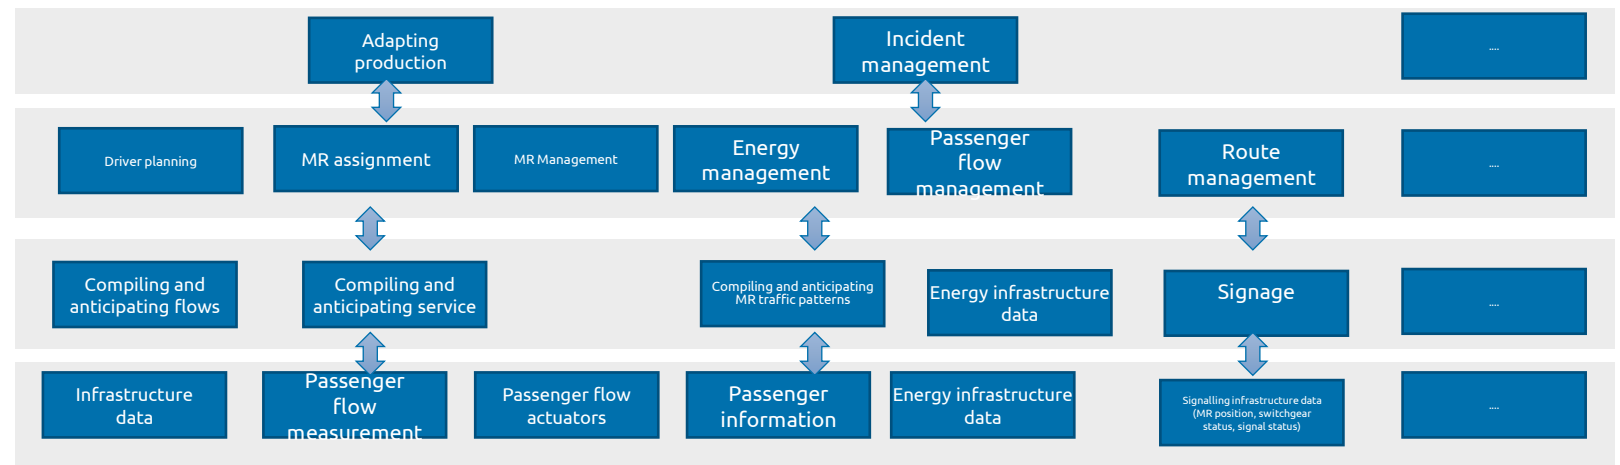 Adapting
production
Incident
management
....
Driver planning
MR assignment
MR Management
Energy
management
Passenger
flow
management
Route
management
....
Compiling and
anticipating flows
Compiling and
anticipating service
Compiling and anticipating
MR traffic patterns
Energy infrastructure
data
Signage
....
Infrastructure
data
Passenger
flow
measurement
Passenger flow
actuators
Passenger
information
Energy infrastructure
data
Signalling infrastructure data
(MR position, switchgear
status, signal status)
....